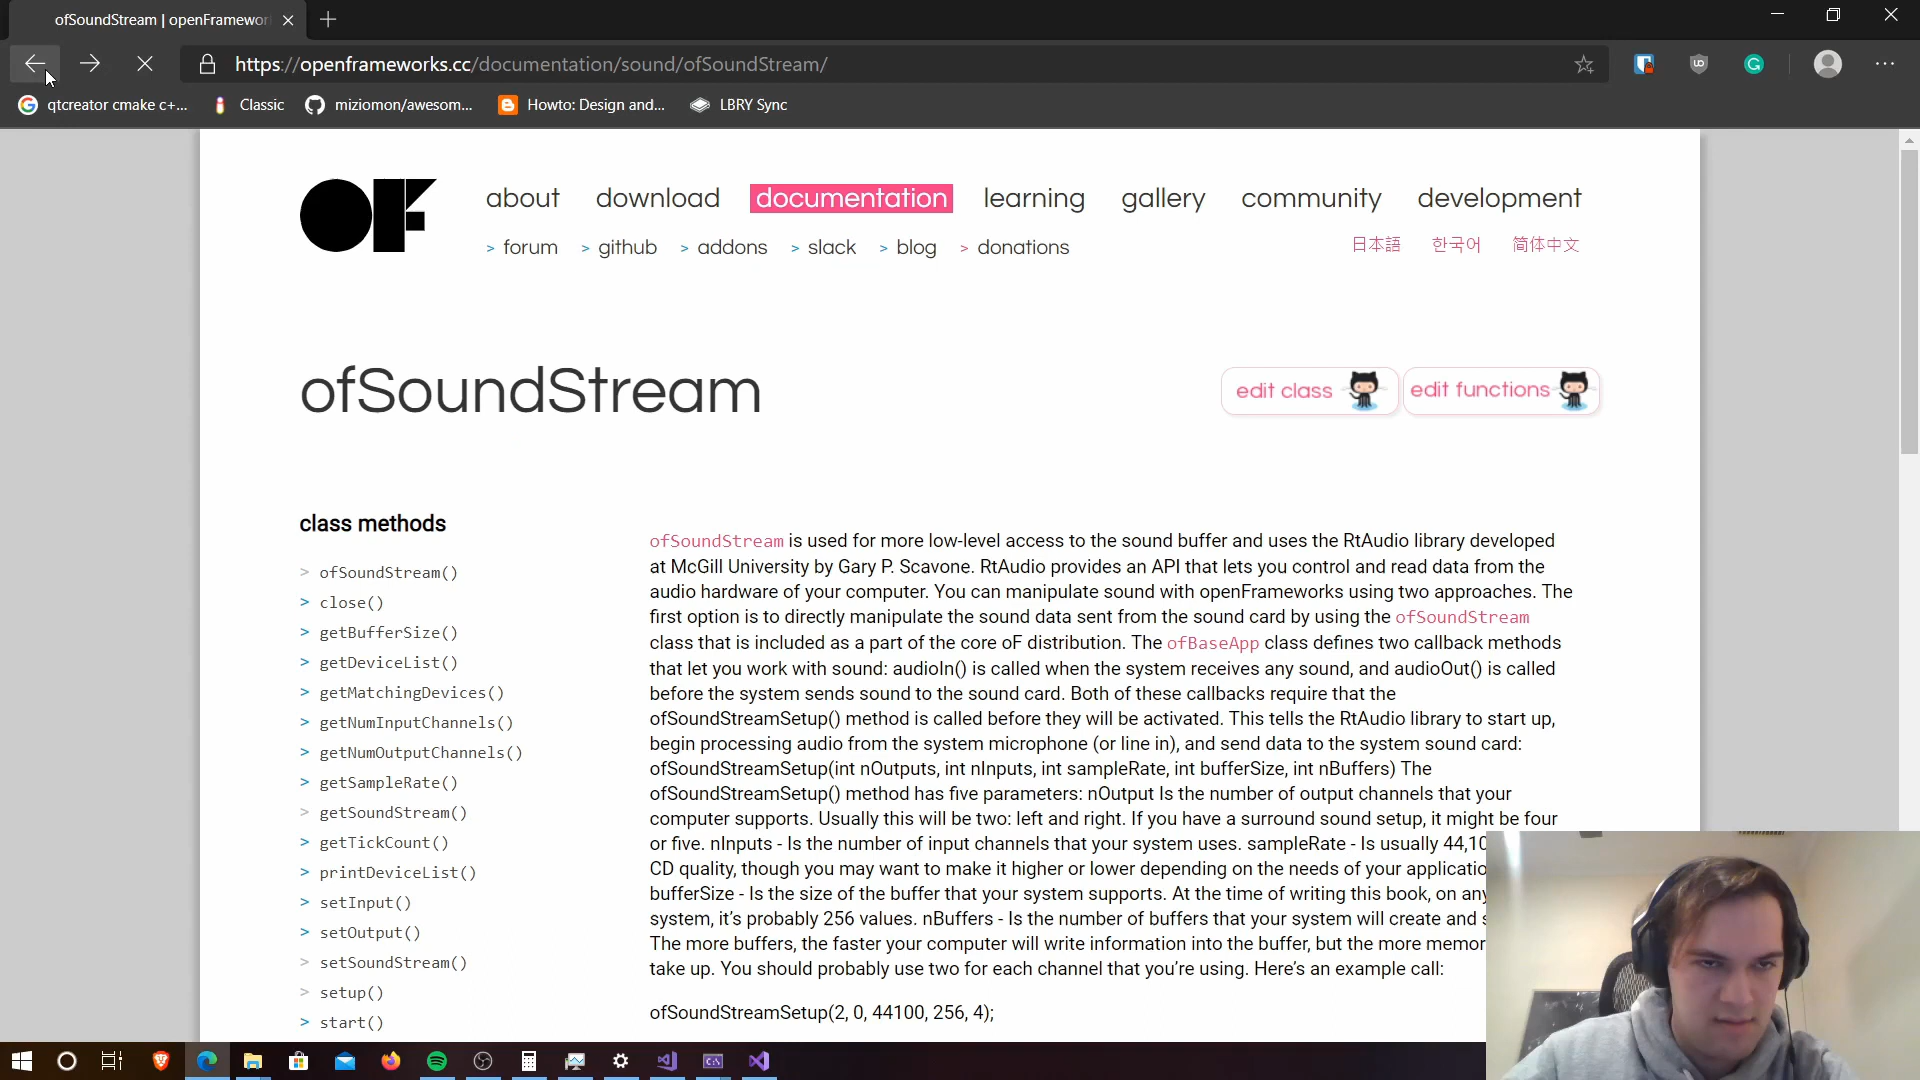 ofSoundStream | openFramewor
https://openframeworks.cc/documentation/sound/ofSoundStream/
qtcreator cmake c+... Classic miziomon/awesom... Howto: Design and... LBRY Sync
OF
about download documentation learning gallery community development
> forum > github > addons > slack > blog > donations 日本語 한국어 简体中文
ofSoundStream
edit class edit functions
class methods
> ofSoundStream()
> close()
> getBufferSize()
> getDeviceList()
> getMatchingDevices()
> getNumInputChannels()
> getNumOutputChannels()
> getSampleRate()
> getSoundStream()
> getTickCount()
> printDeviceList()
> setInput()
> setOutput()
> setSoundStream()
> setup()
> start()
ofSoundStream is used for more low-level access to the sound buffer and uses the RtAudio library developed
at McGill University by Gary P. Scavone. RtAudio provides an API that lets you control and read data from the
audio hardware of your computer. You can manipulate sound with openFrameworks using two approaches. The
first option is to directly manipulate the sound data sent from the sound card by using the ofSoundStream
class that is included as a part of the core oF distribution. The ofBaseApp class defines two callback methods
that let you work with sound: audioIn() is called when the system receives any sound, and audioOut() is called
before the system sends sound to the sound card. Both of these callbacks require that the
ofSoundStreamSetup() method is called before they will be activated. This tells the RtAudio library to start up,
begin processing audio from the system microphone (or line in), and send data to the system sound card:
ofSoundStreamSetup(int nOutputs, int nInputs, int sampleRate, int bufferSize, int nBuffers) The
ofSoundStreamSetup() method has five parameters: nOutput Is the number of output channels that your
computer supports. Usually this will be two: left and right. If you have a surround sound setup, it might be four
or five. nInputs - Is the number of input channels that your system uses. sampleRate - Is usually 44,10
CD quality, though you may want to make it higher or lower depending on the needs of your applicatio
bufferSize - Is the size of the buffer that your system supports. At the time of writing this book, on any
system, it's probably 256 values. nBuffers - Is the number of buffers that your system will create and s
The more buffers, the faster your computer will write information into the buffer, but the more memor
take up. You should probably use two for each channel that you're using. Here's an example call:
ofSoundStreamSetup(2, 0, 44100, 256, 4);